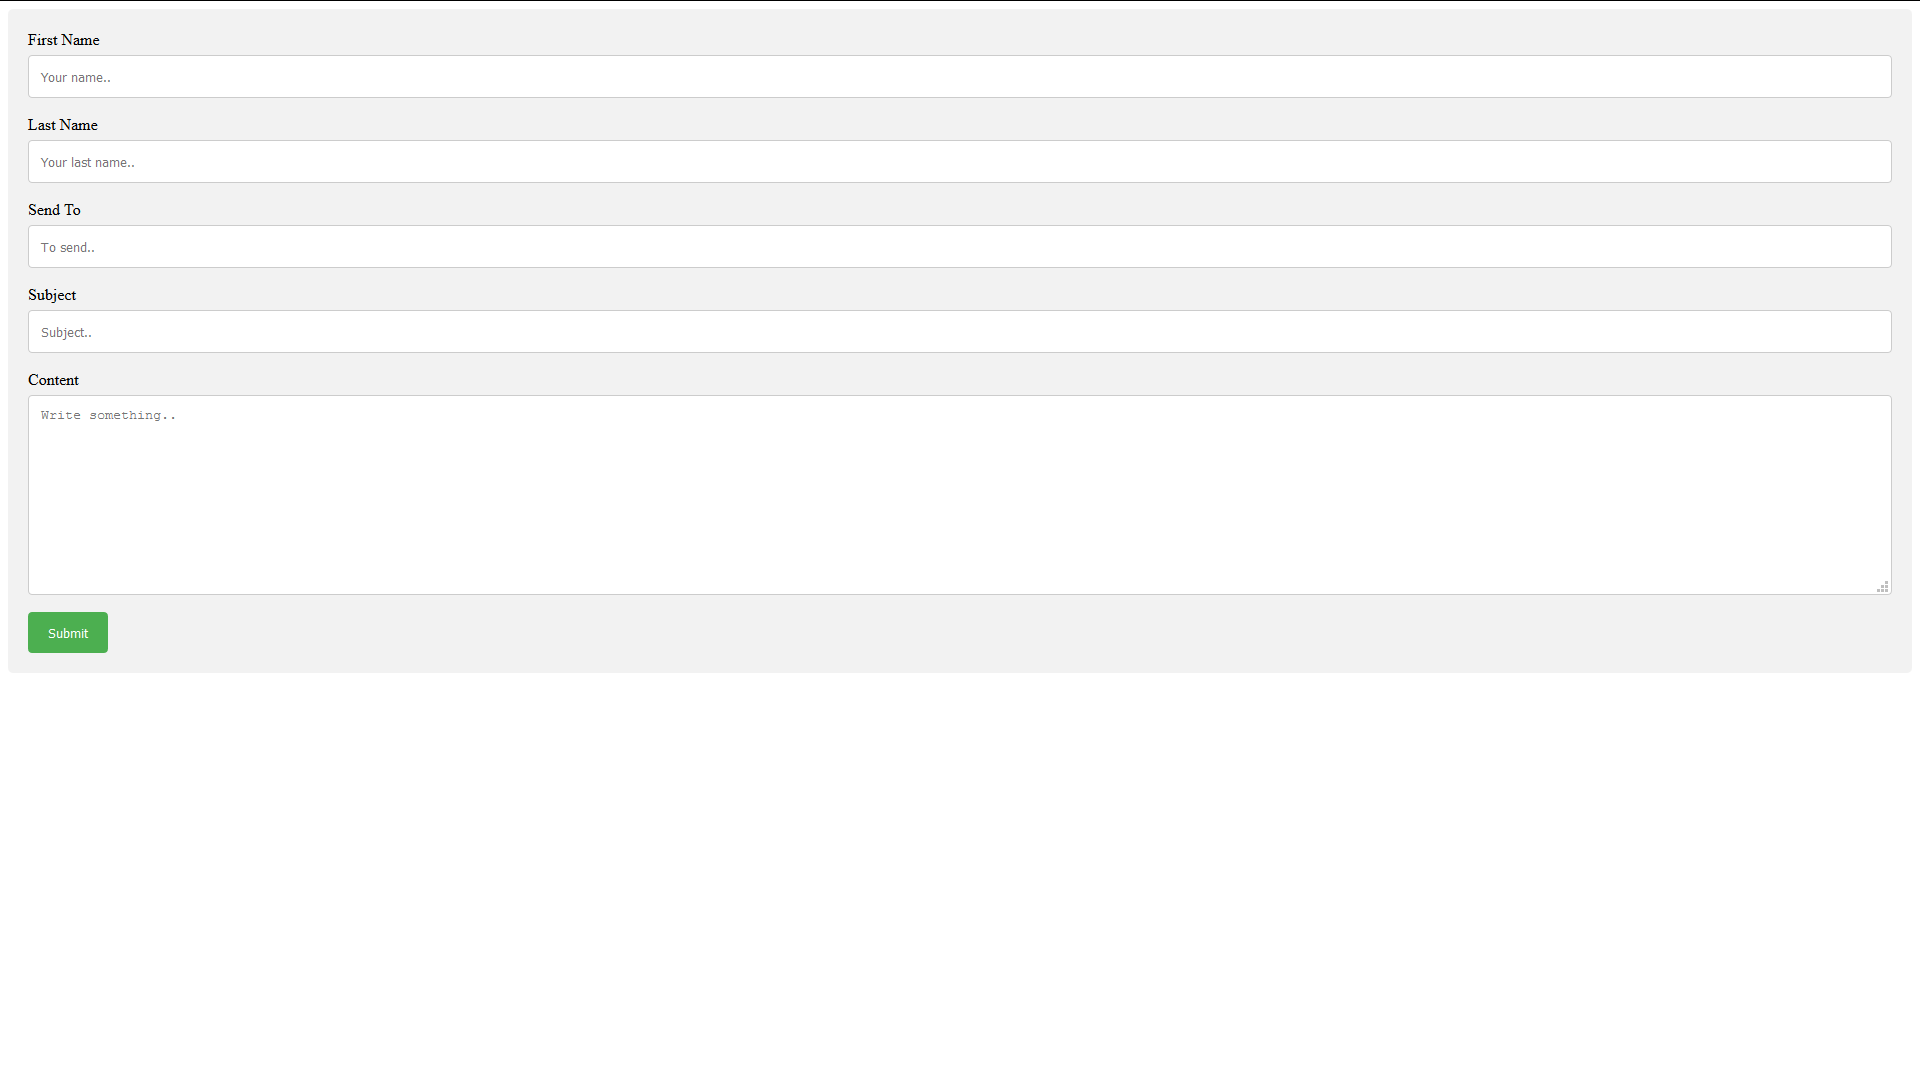 First Name
Your name..
Last Name
Your last name..
Send To
To send..
Subject
Subject..
Content
Write something..
Submit